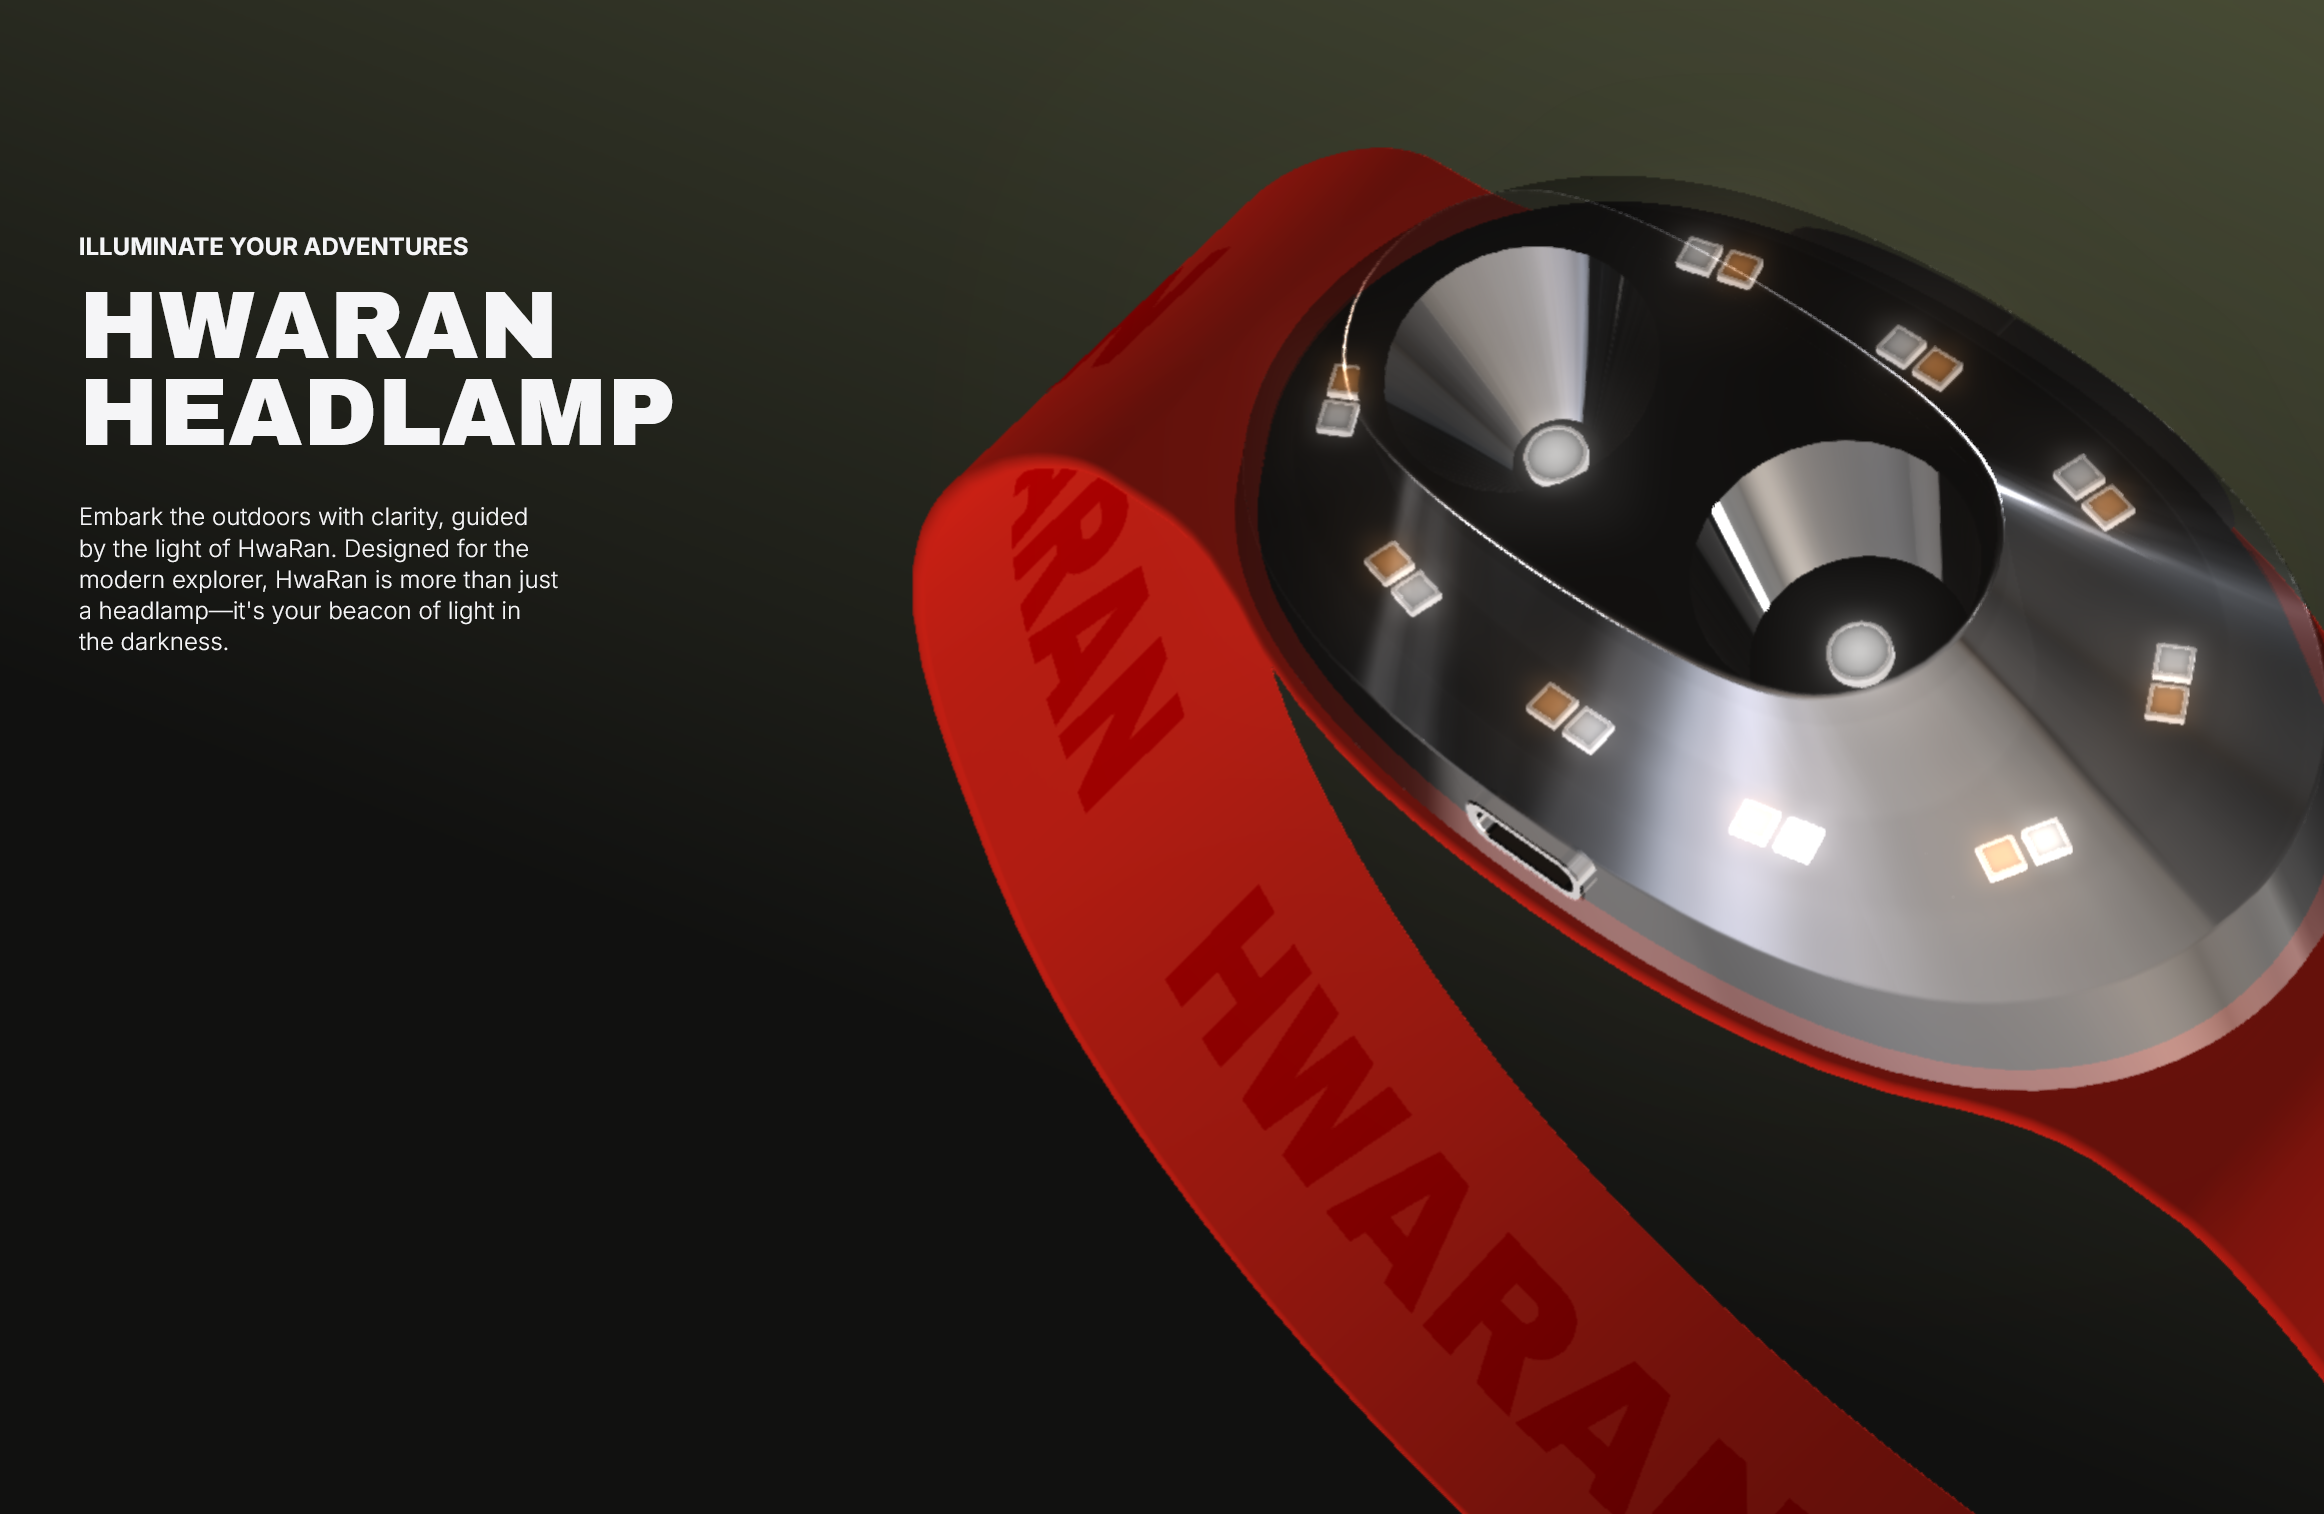 ILLUMINATE YOUR ADVENTURES
HWARAN
HEADLAMP
Embark the outdoors with clarity, guided
by the light of HwaRan. Designed for the
modern explorer, HwaRan is more than just
a headlamp—it's your beacon of light in
the darkness.
RAN
HWARAN